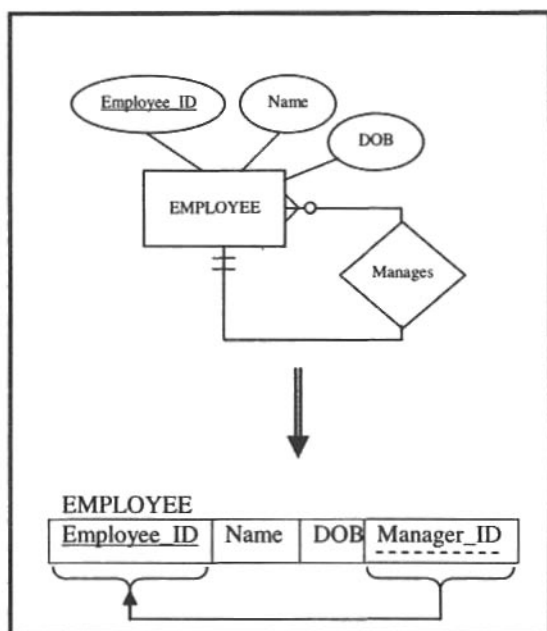 Employee_ID
Name
DOB
EMPLOYEE
Manages
EMPLOYEE
Employee_ID Name DOB Manager_ID